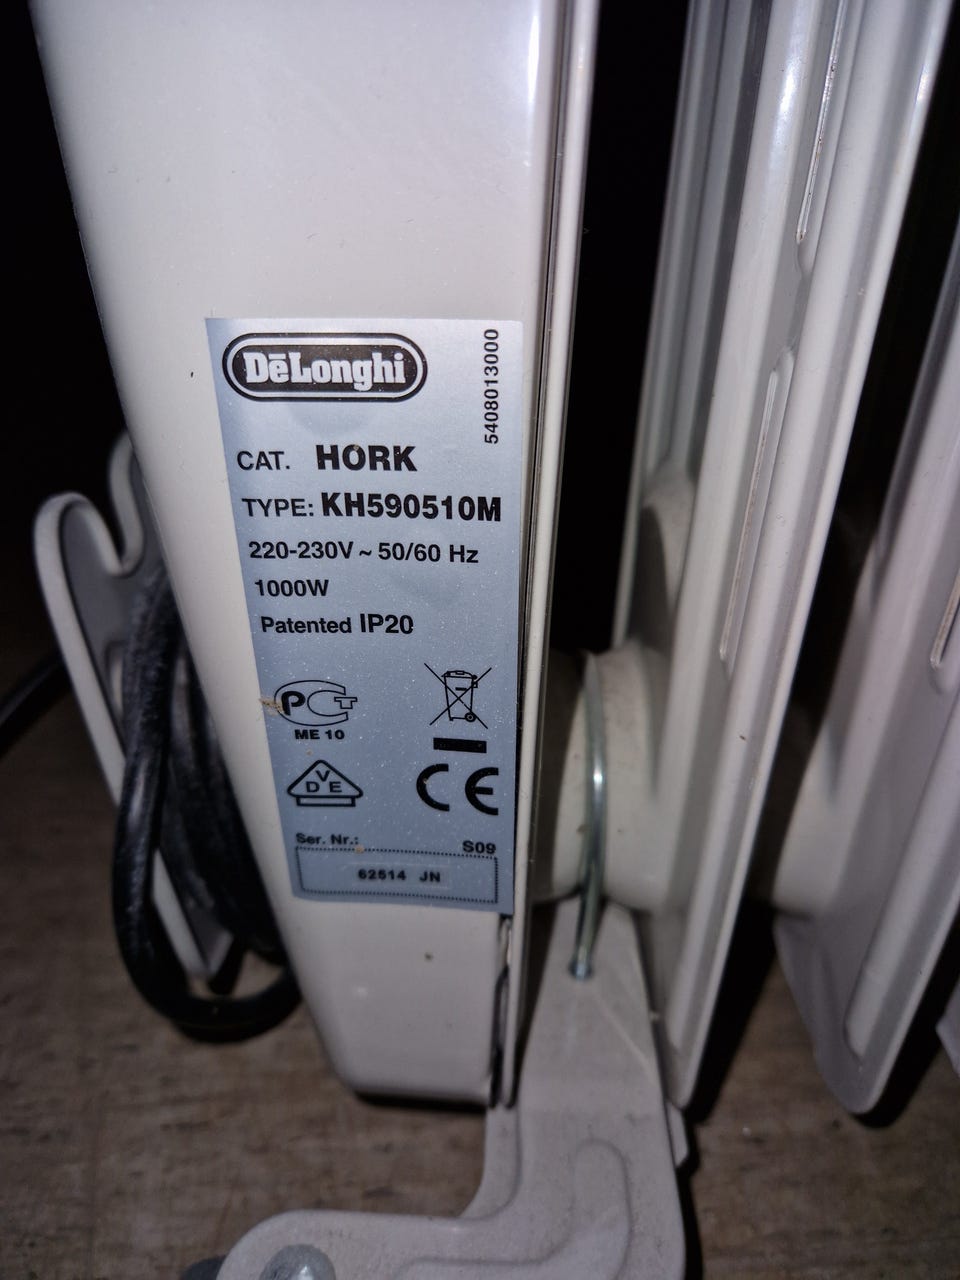 DēLonghi
5408013000
CAT. HORK
TYPE: KH590510M
220-230V ~ 50/60 Hz
1000W
Patented IP20
PCT
ME 10
VDE
CE
Ser. Nr.:
S09
62514 JN